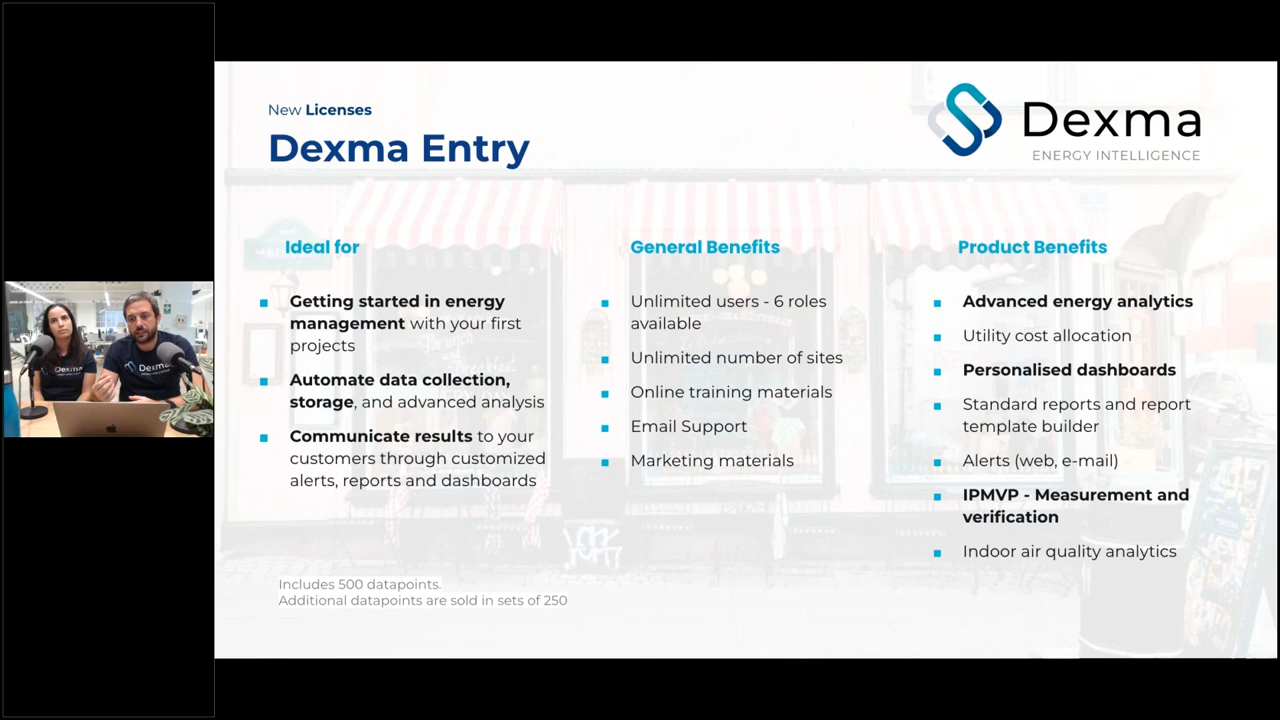 New Licenses
Dexma Entry
Dexma
ENERGY INTELLIGENCE
Ideal for
Getting started in energy
management with your first
projects
Automate data collection,
storage, and advanced analysis
Communicate results to your
customers through customized
alerts, reports and dashboards
General Benefits
Unlimited users - 6 roles
available
Unlimited number of sites
Online training materials
Email Support
Marketing materials
Product Benefits
Advanced energy analytics
Utility cost allocation
Personalised dashboards
Standard reports and report
template builder
Alerts (web, e-mail)
IPMVP - Measurement and
verification
Indoor air quality analytics
Includes 500 datapoints.
Additional datapoints are sold in sets of 250
Dexma
Dexma